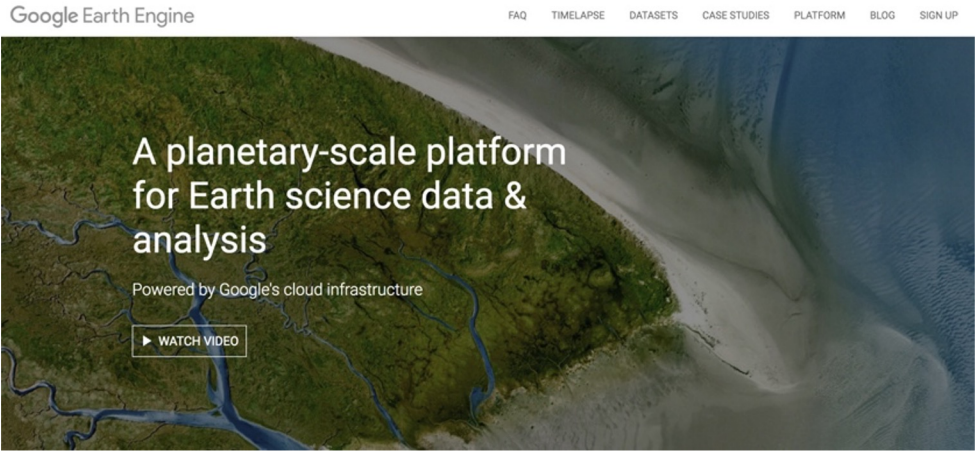 Google Earth Engine
FAQ TIMELAPSE DATASETS CASE STUDIES PLATFORM BLOG SIGN UP
A planetary-scale platform
for Earth science data &
analysis
Powered by Google's cloud infrastructure
WATCH VIDEO